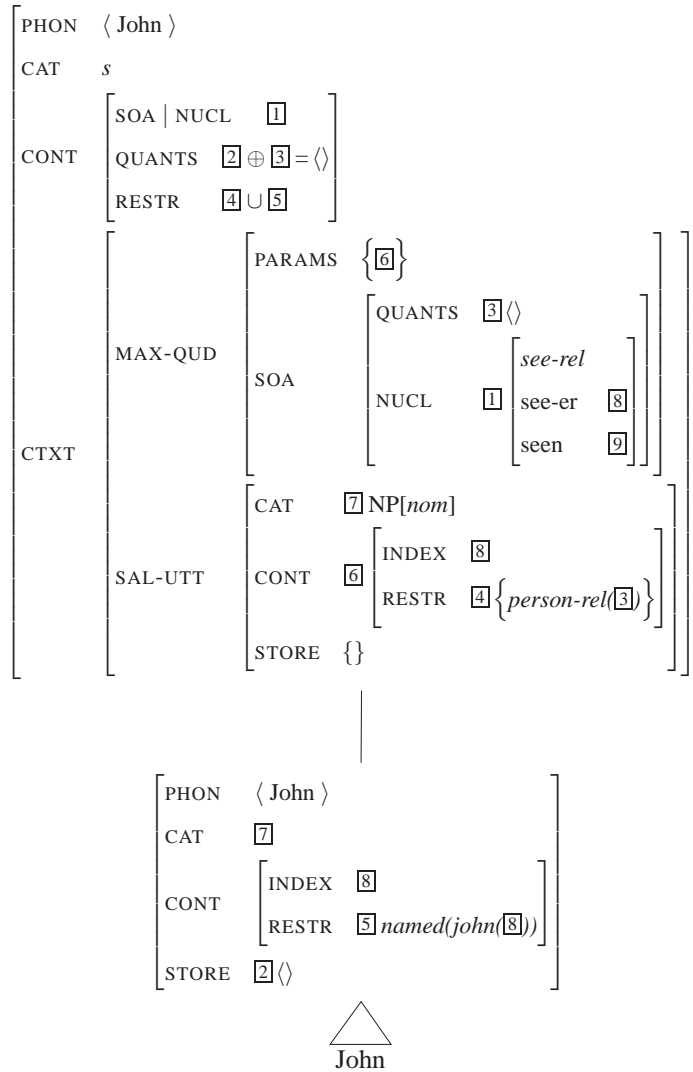 PHON ⟨ John ⟩
CAT s
SOA | NUCL 1
CONT QUANTS 2 ⊕ 3 = ⟨⟩
RESTR 4 ∪ 5
PARAMS { 6 }
QUANTS 3 ⟨⟩
MAX-QUD
see-rel
SOA
NUCL 1 see-er 8
seen 9
CTXT
CAT 7 NP[nom]
INDEX 8
SAL-UTT CONT 6
RESTR 4 { person-rel(3) }
STORE {}
PHON ⟨ John ⟩
CAT 7
INDEX 8
CONT
RESTR 5 named(john(8))
STORE 2 ⟨⟩
John